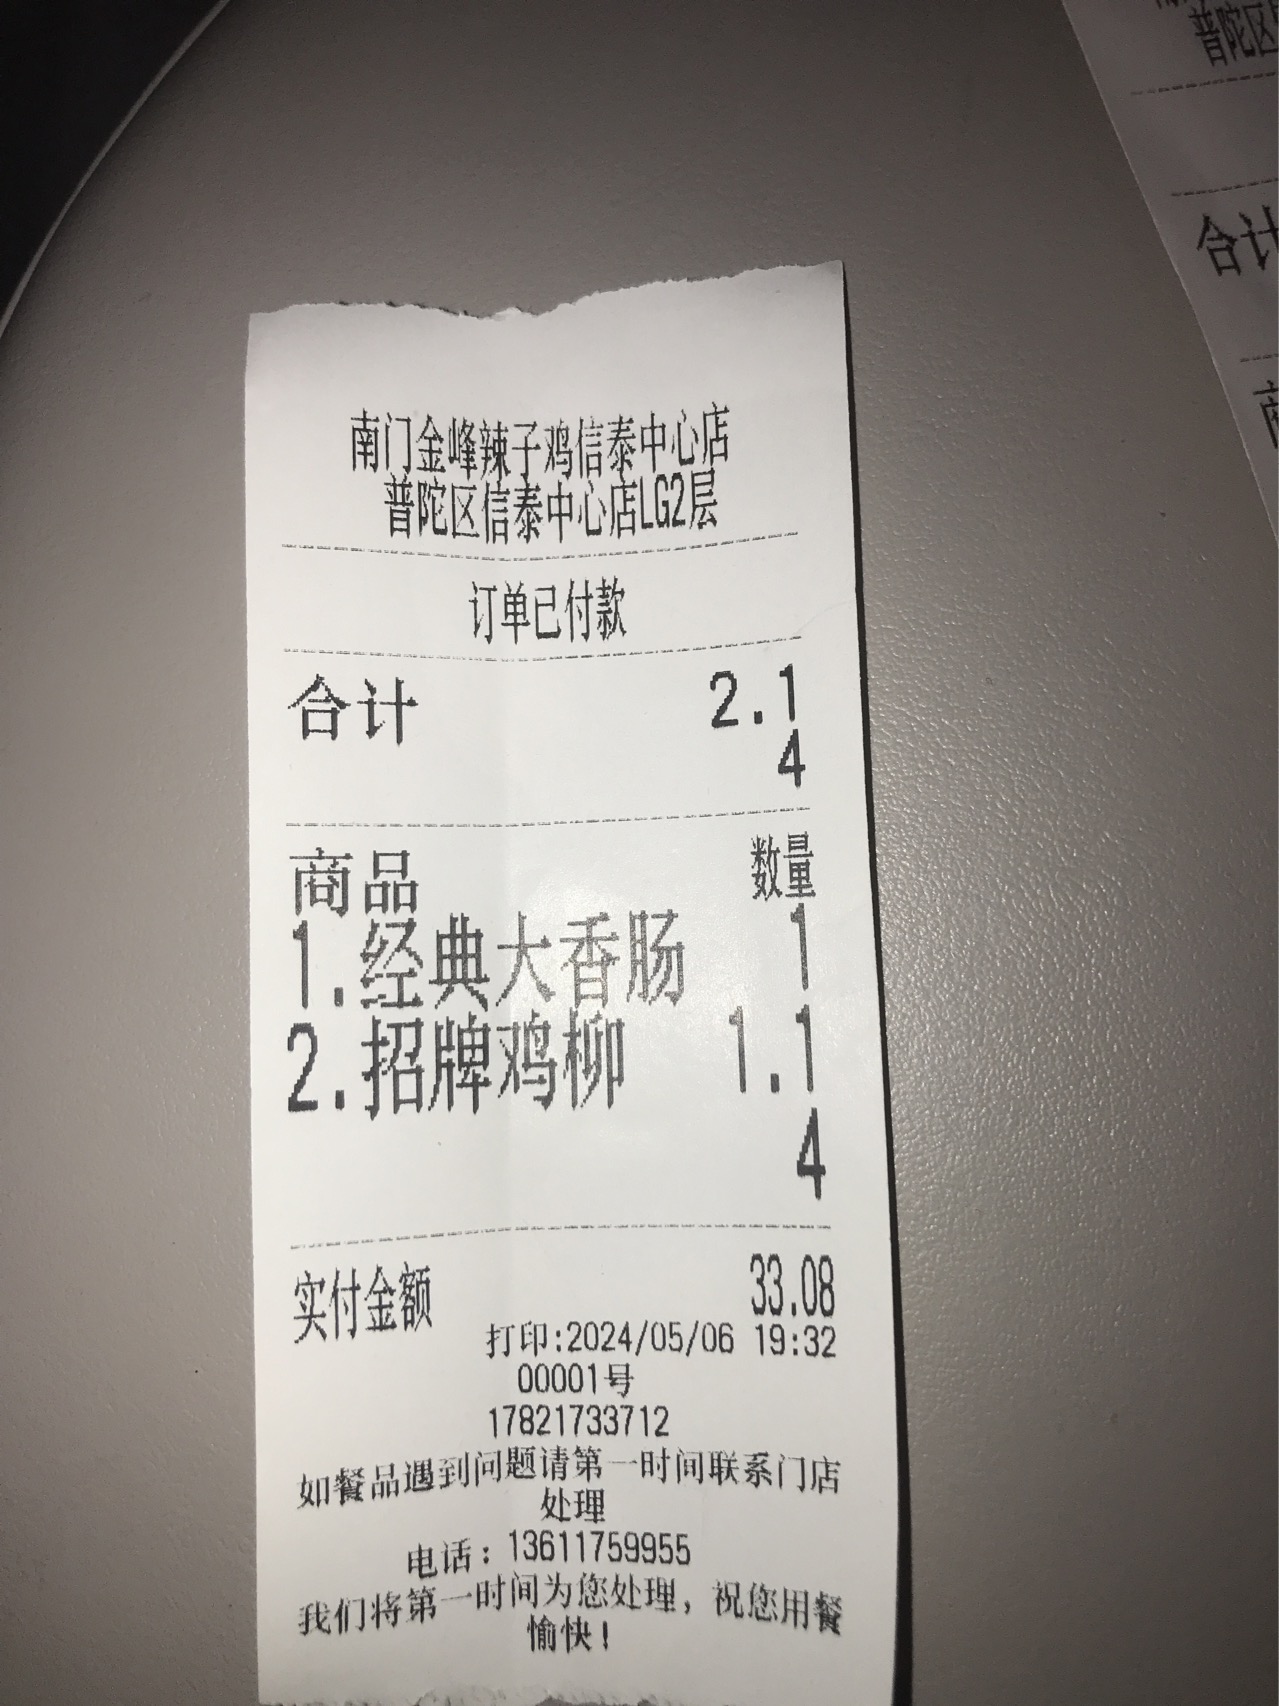 南门金峰辣子鸡信泰中心店
普陀区信泰中心店LG2层
订单已付款
合计 2.1
4
商品 数量
1.经典大香肠 1
2.招牌鸡柳 1.1
4
实付金额 33.08
打印:2024/05/06 19:32
00001号
17821733712
如餐品遇到问题请第一时间联系门店
处理
电话：13611759955
我们将第一时间为您处理，祝您用餐
愉快！
普陀区
合计